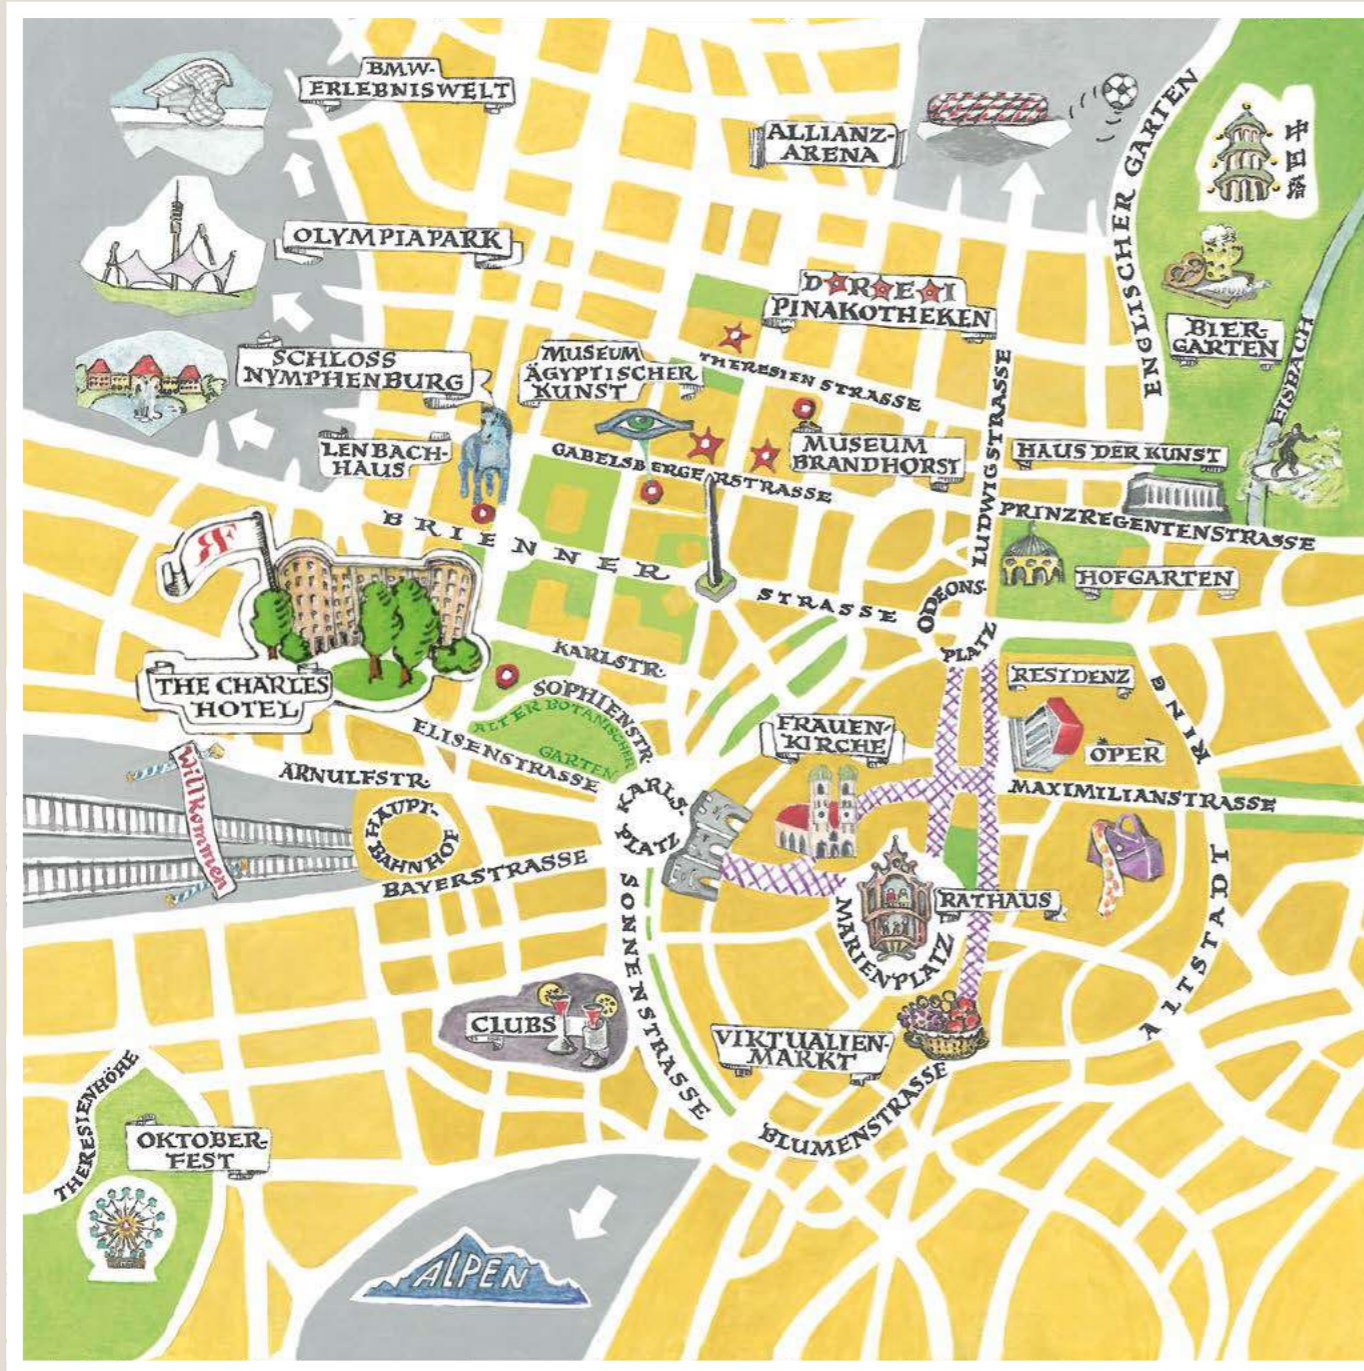 BMW-
ERLEBNISWELT
ALLIANZ-
ARENA
ENGLISCHER GARTEN
OLYMPIAPARK
DREI
PINAKOTHEKEN
BIER-
GARTEN
EISBACH
SCHLOSS
NYMPHENBURG
MUSEUM
ÄGYPTISCHER
KUNST
THERESIENSTRASSE
LUDWIGSTRASSE
LENBACH-
HAUS
GABELSBERGERSTRASSE
MUSEUM
BRANDHORST
HAUS DER KUNST
PRINZREGENTENSTRASSE
BRIENNER STRASSE
RF
HOFGARTEN
ODEONS-
PLATZ
KARLSTR.
RESIDENZ
THE CHARLES
HOTEL
SOPHIENSTR.
ALTER BOTANISCHER
GARTEN
ELISENSTRASSE
FRAUEN-
KIRCHE
OPER
ALTSTADT RING
Willkommen
ARNULFSTR.
MAXIMILIANSTRASSE
HAUPT-
BAHNHOF
KARLS-
PLATZ
BAYERSTRASSE
RATHAUS
MARIENPLATZ
SONNENSTRASSE
CLUBS
VIKTUALIEN-
MARKT
BLUMENSTRASSE
THERESIENHÖHE
OKTOBER-
FEST
ALPEN